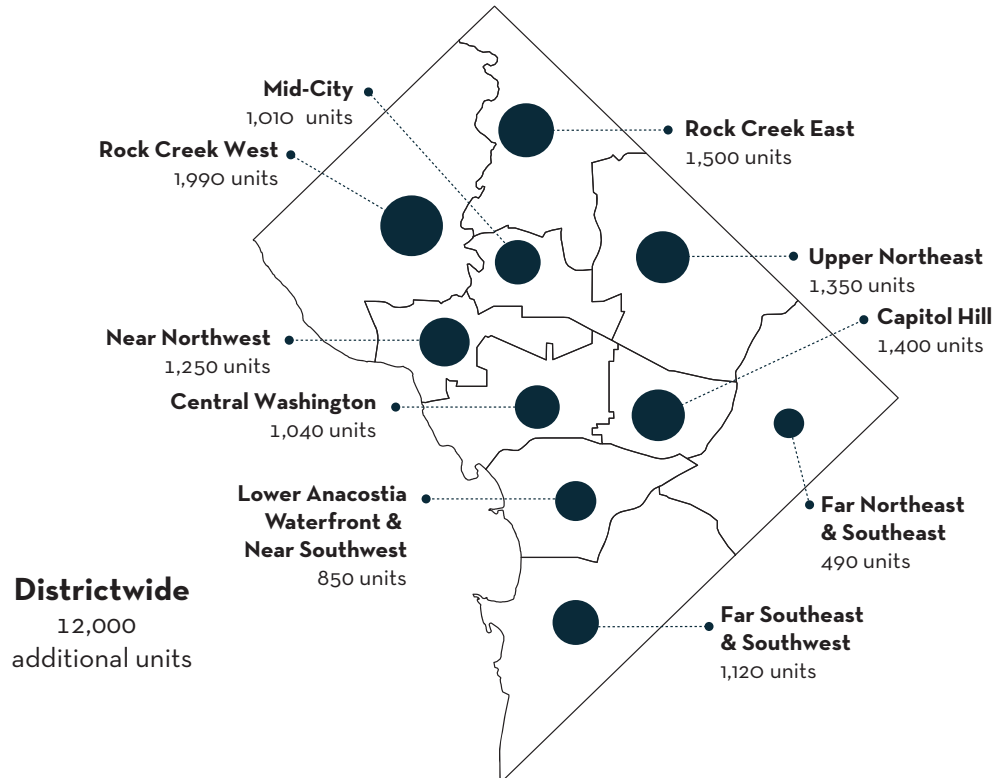 Mid-City
1,010 units
Rock Creek East
1,500 units
Rock Creek West
1,990 units
Upper Northeast
1,350 units
Capitol Hill
1,400 units
Near Northwest
1,250 units
Central Washington
1,040 units
Lower Anacostia
Waterfront &
Near Southwest
850 units
Far Northeast
& Southeast
490 units
Districtwide
12,000
additional units
Far Southeast
& Southwest
1,120 units